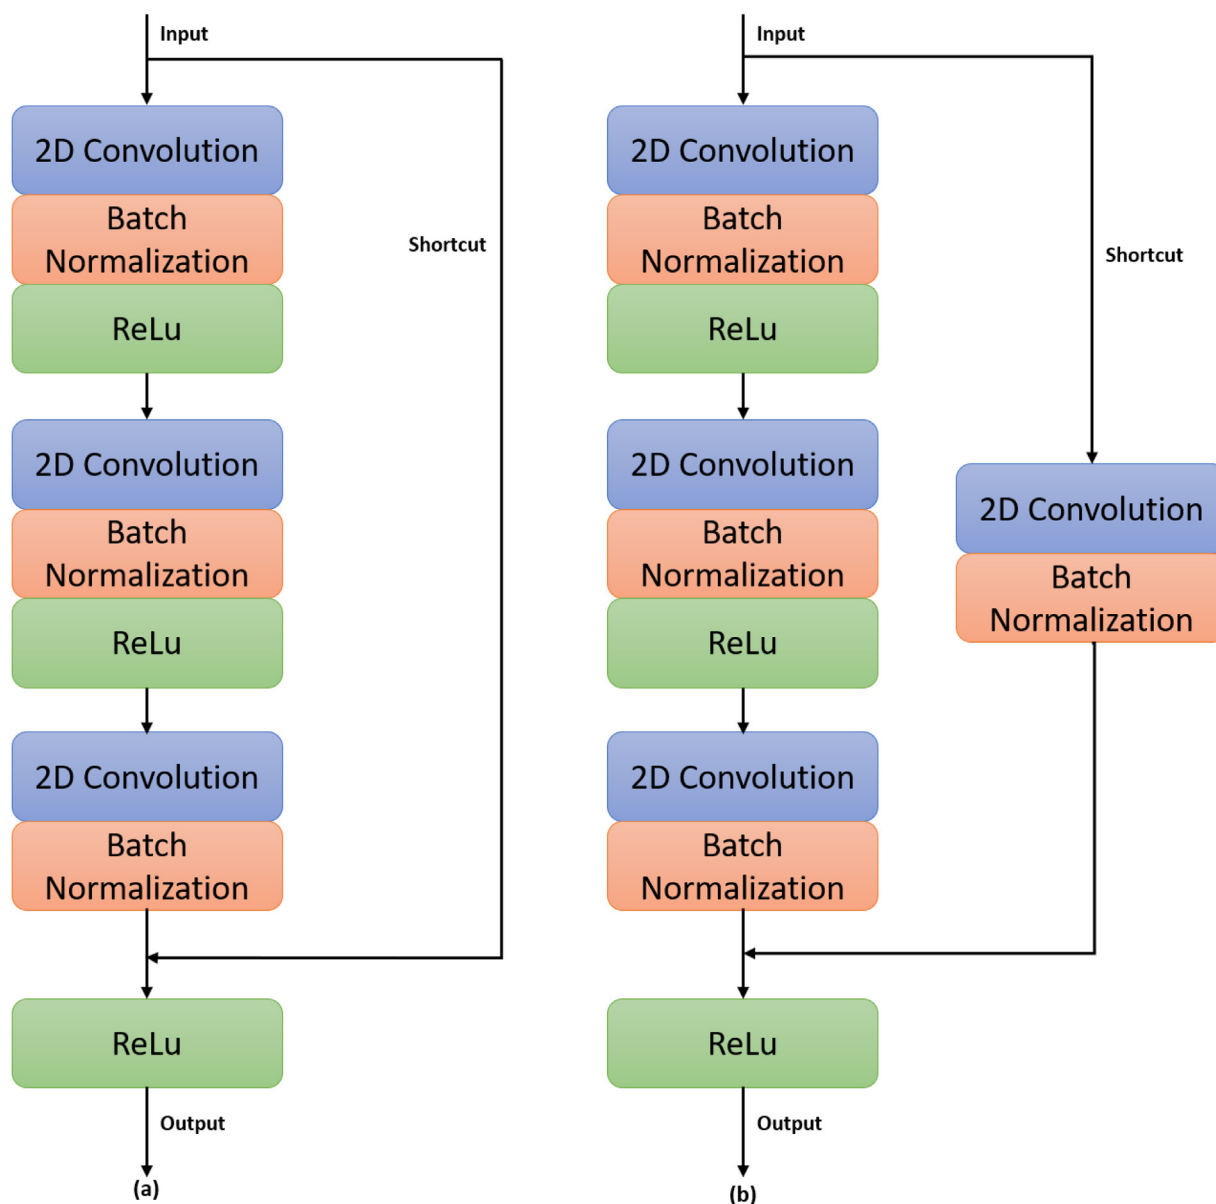 Input
2D Convolution
Batch
Normalization
ReLu
Shortcut
2D Convolution
Batch
Normalization
ReLu
2D Convolution
Batch
Normalization
ReLu
Output
(a)
Input
2D Convolution
Batch
Normalization
ReLu
Shortcut
2D Convolution
Batch
Normalization
ReLu
2D Convolution
Batch
Normalization
2D Convolution
Batch
Normalization
ReLu
Output
(b)